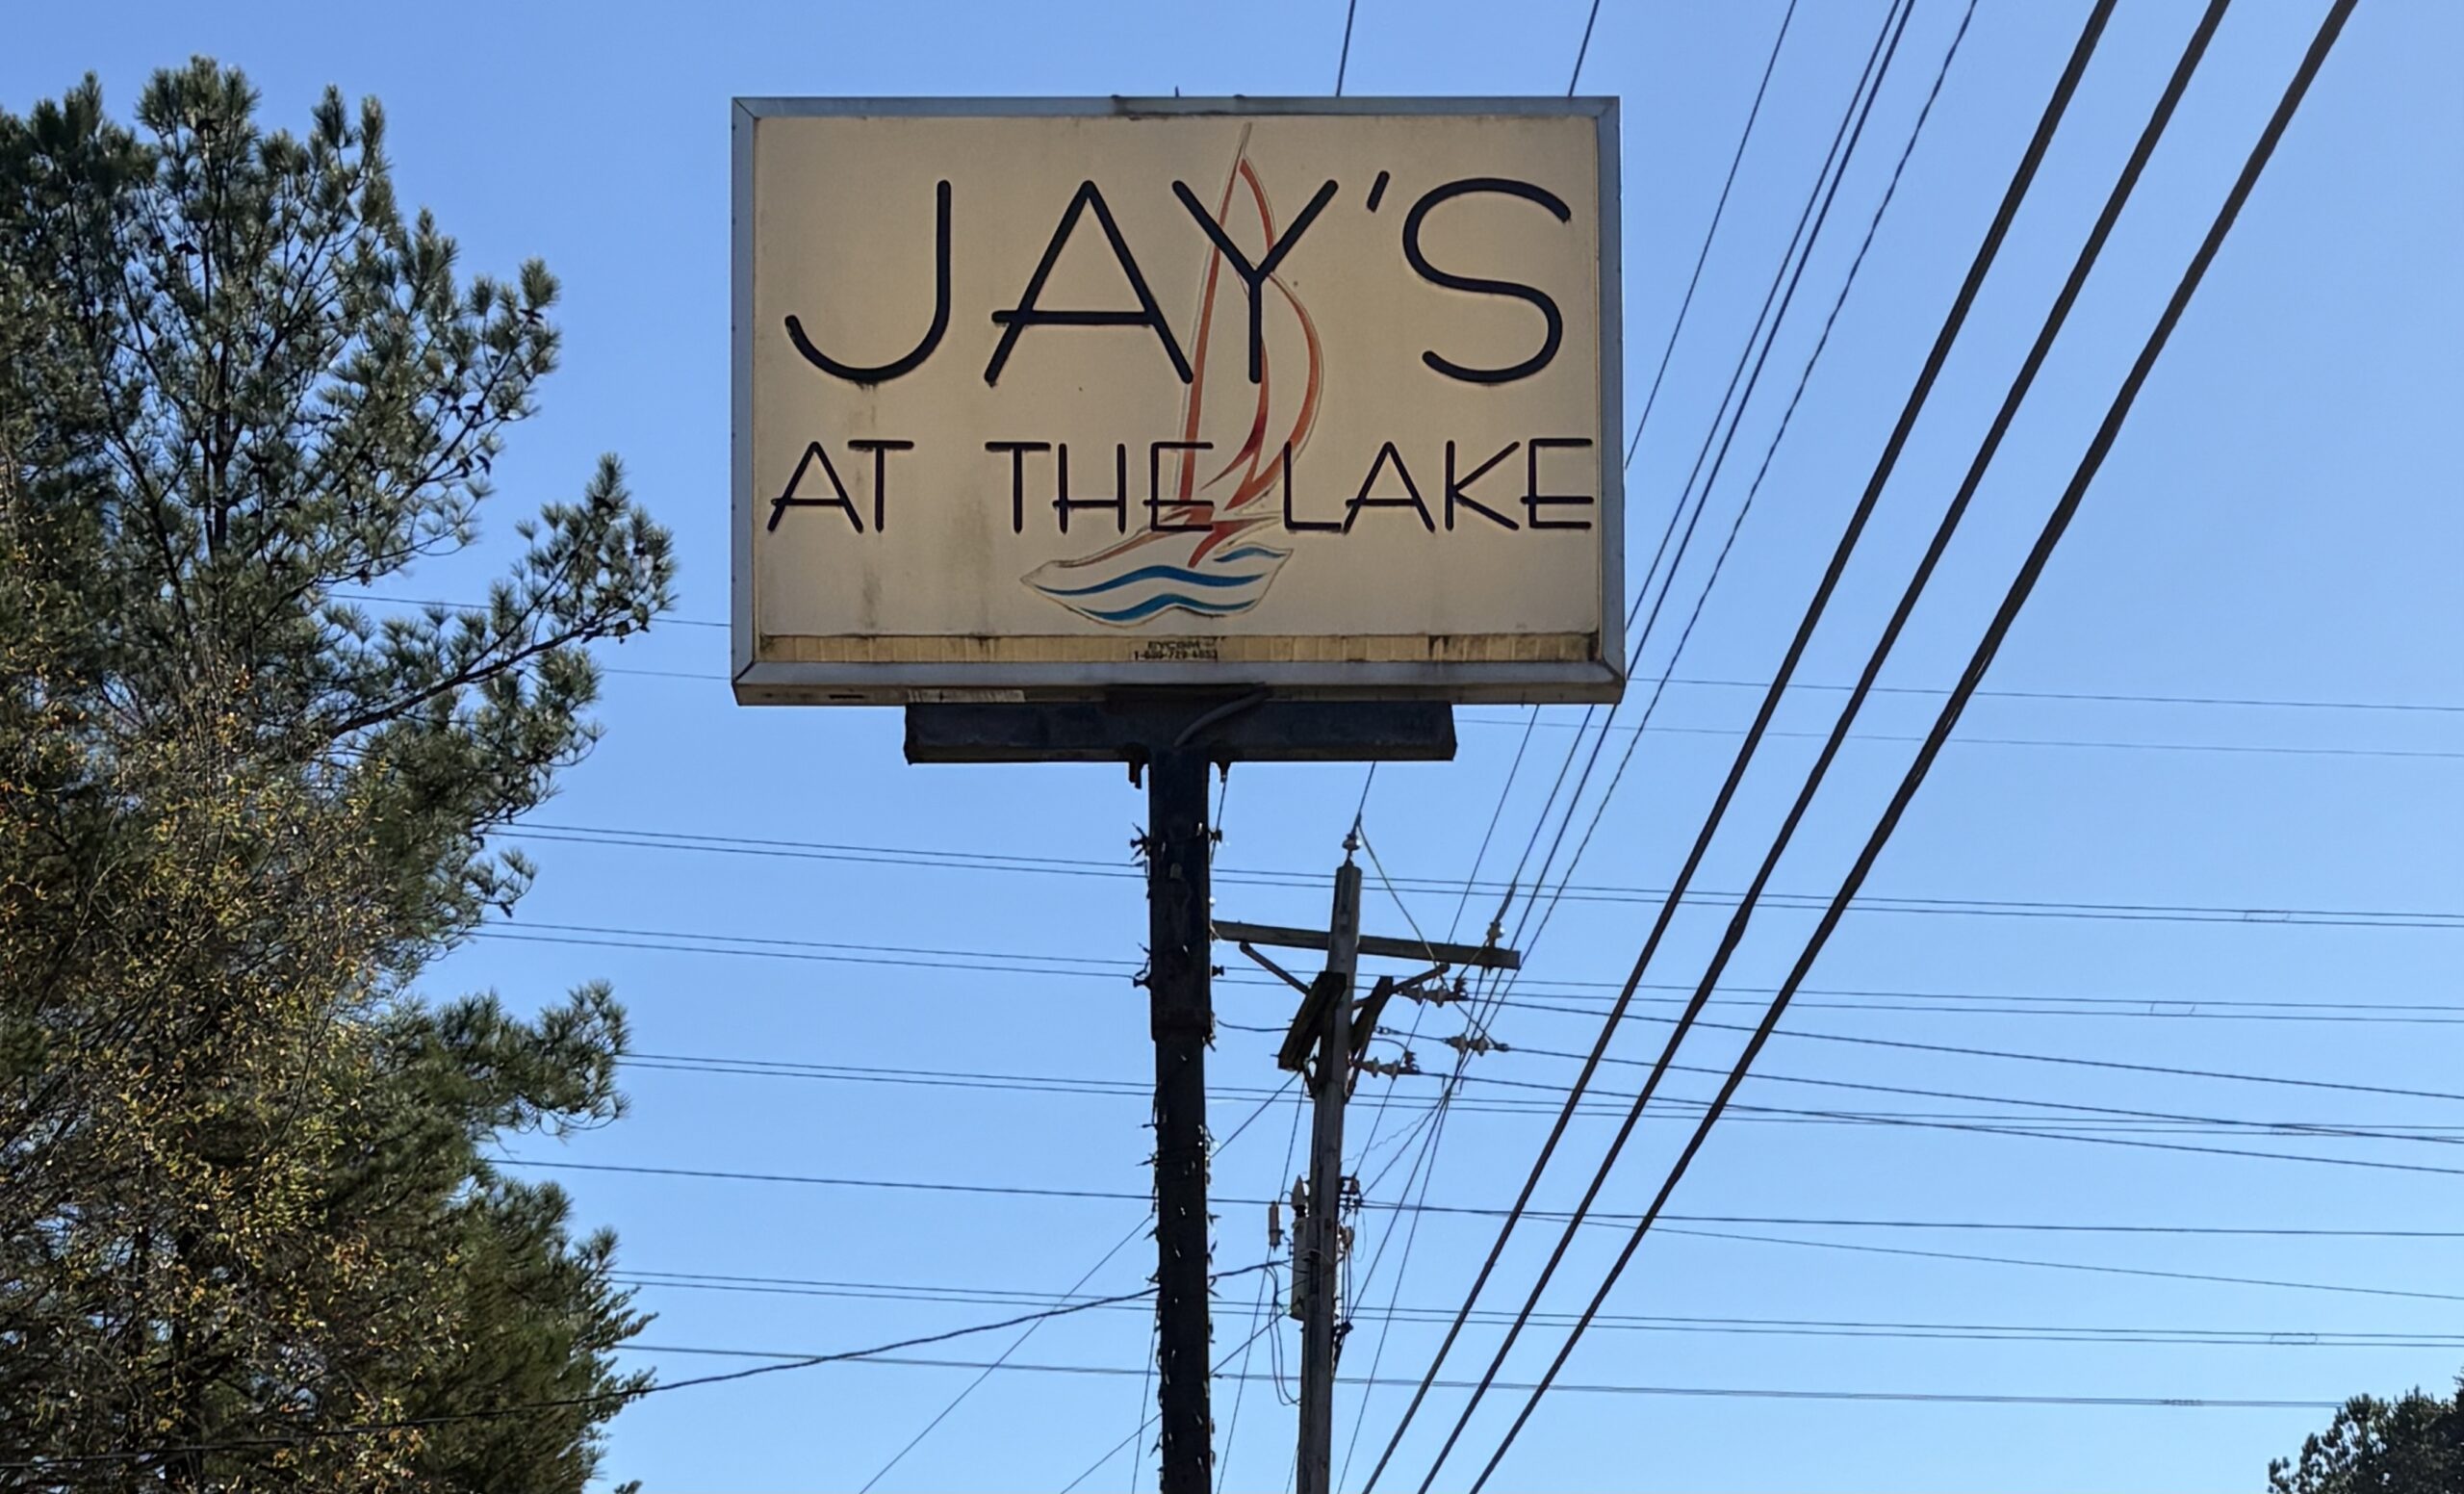 JAY'S
AT THE LAKE